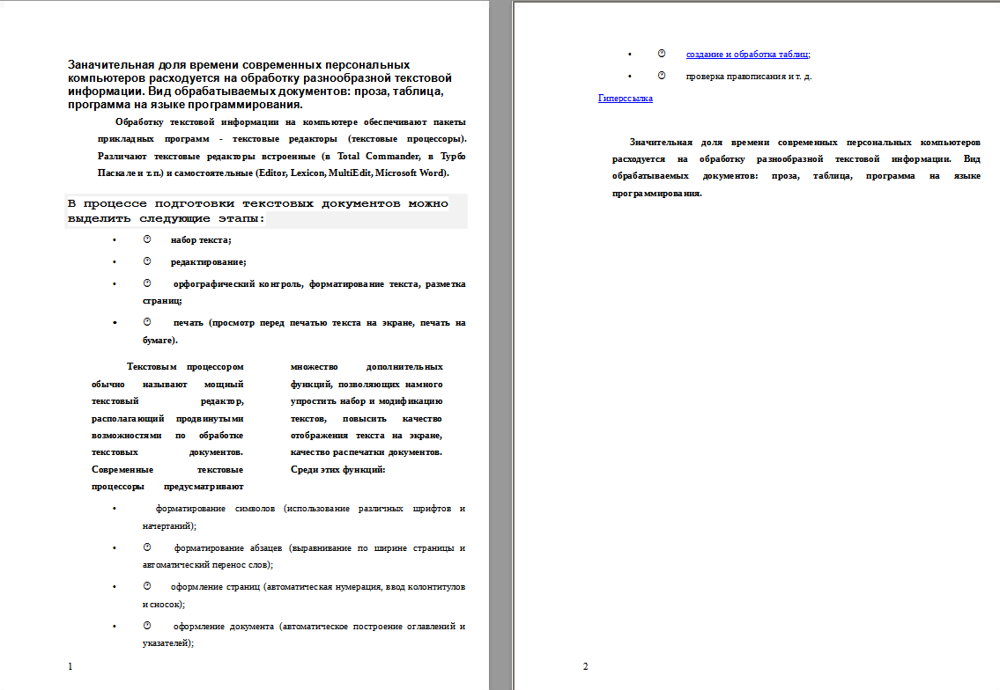 Заначительная доля времени современных персональных
компьютеров расходуется на обработку разнообразной текстовой
информации. Вид обрабатываемых документов: проза, таблица,
программа на языке программирования.
Обработку текстовой информации на компьютере обеспечивают пакеты
прикладных программ - текстовые редакторы (текстовые процессоры).
Различают текстовые редакторы встроенные (в Total Commander, в Турбо
Паскале и т.п.) и самостоятельные (Editor, Lexicon, MultiEdit, Microsoft Word).
В процессе подготовки текстовых документов можно
выделить следующие этапы:
• набор текста;
• редактирование;
• орфографический контроль, форматирование текста, разметка
страниц;
• печать (просмотр перед печатью текста на экране, печать на
бумаге).
Текстовым процессором
обычно называют мощный
текстовый редактор,
располагающий продвинутыми
возможностями по обработке
текстовых документов.
Современные текстовые
процессоры предусматривают
множество дополнительных
функций, позволяющих намного
упростить набор и модификацию
текстов, повысить качество
отображения текста на экране,
качество распечатки документов.
Среди этих функций:
• форматирование символов (использование различных шрифтов и
начертаний);
• форматирование абзацев (выравнивание по ширине страницы и
автоматический перенос слов);
• оформление страниц (автоматическая нумерация, ввод колонтитулов
и сносок);
• оформление документа (автоматическое построение оглавлений и
указателей);
1
• создание и обработка таблиц;
• проверка правописания и т. д.
Гиперссылка
Значительная доля времени современных персональных компьютеров
расходуется на обработку разнообразной текстовой информации. Вид
обрабатываемых документов: проза, таблица, программа на языке
программирования.
2